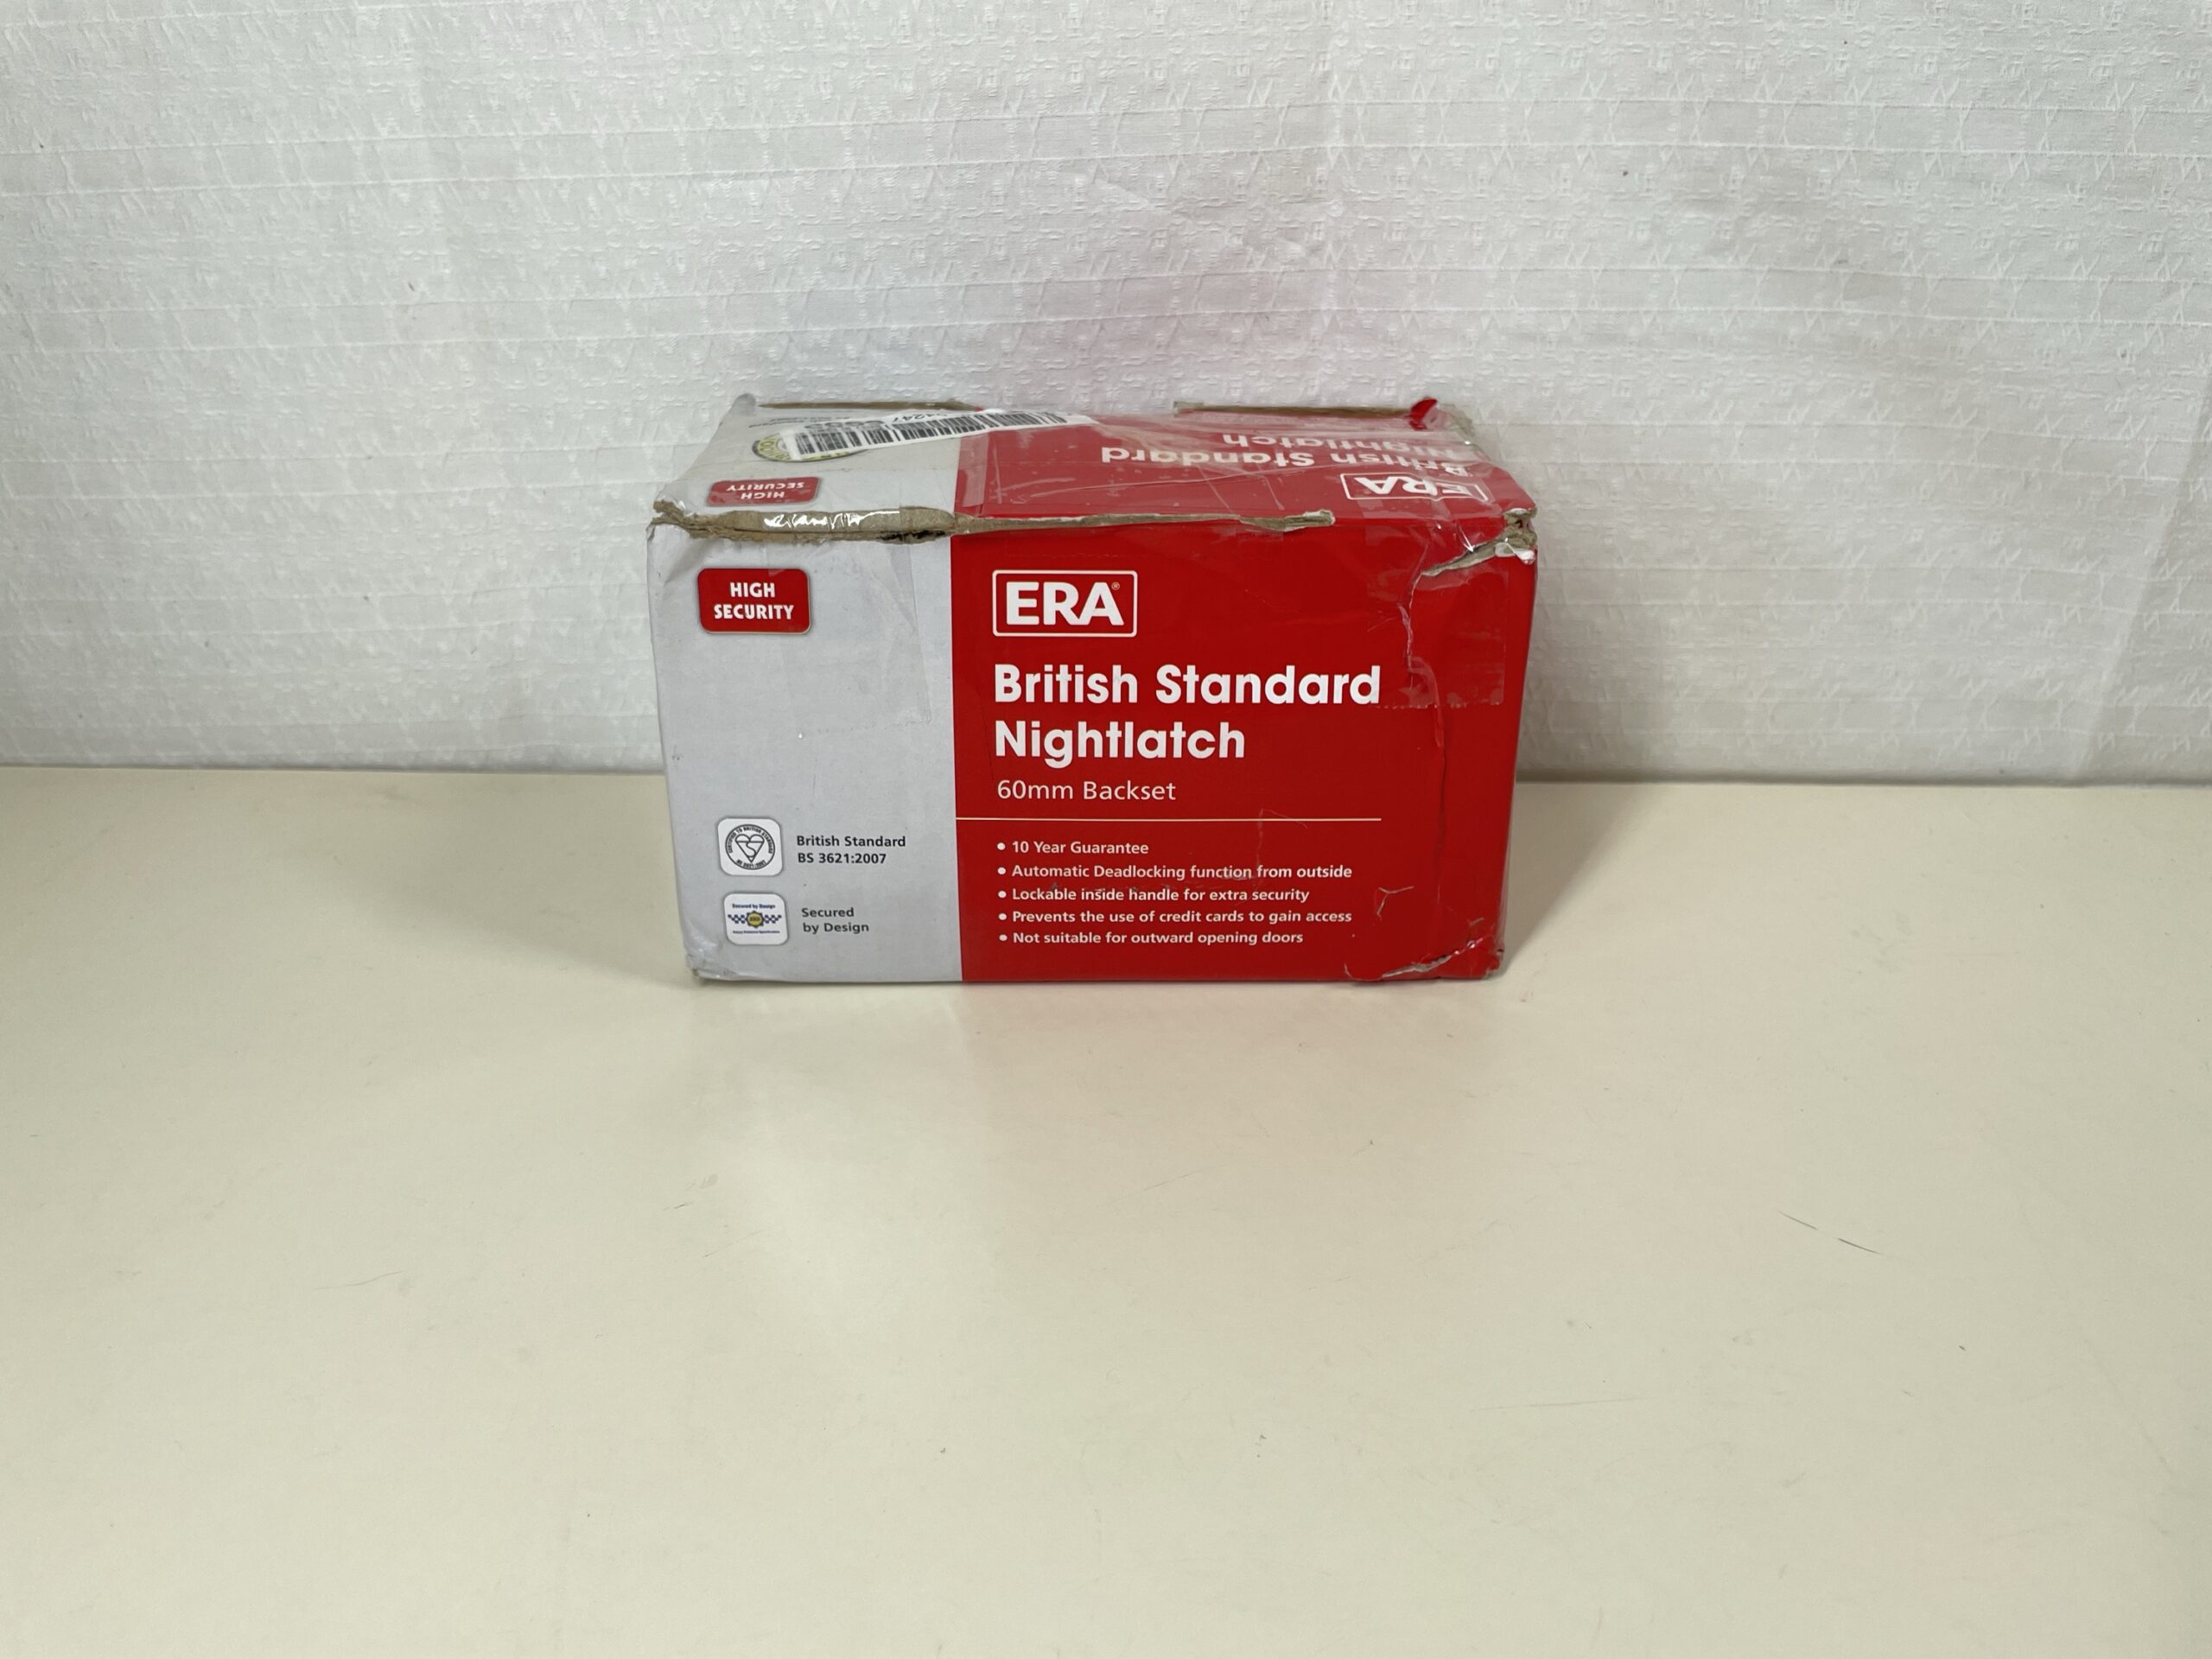 HIGH
SECURITY
British Standard
Nightlatch
ERA
HIGH
SECURITY
ERA®
British Standard
Nightlatch
60mm Backset
British Standard
BS 3621:2007
Secured
by Design
• 10 Year Guarantee
• Automatic Deadlocking function from outside
• Lockable inside handle for extra security
• Prevents the use of credit cards to gain access
• Not suitable for outward opening doors